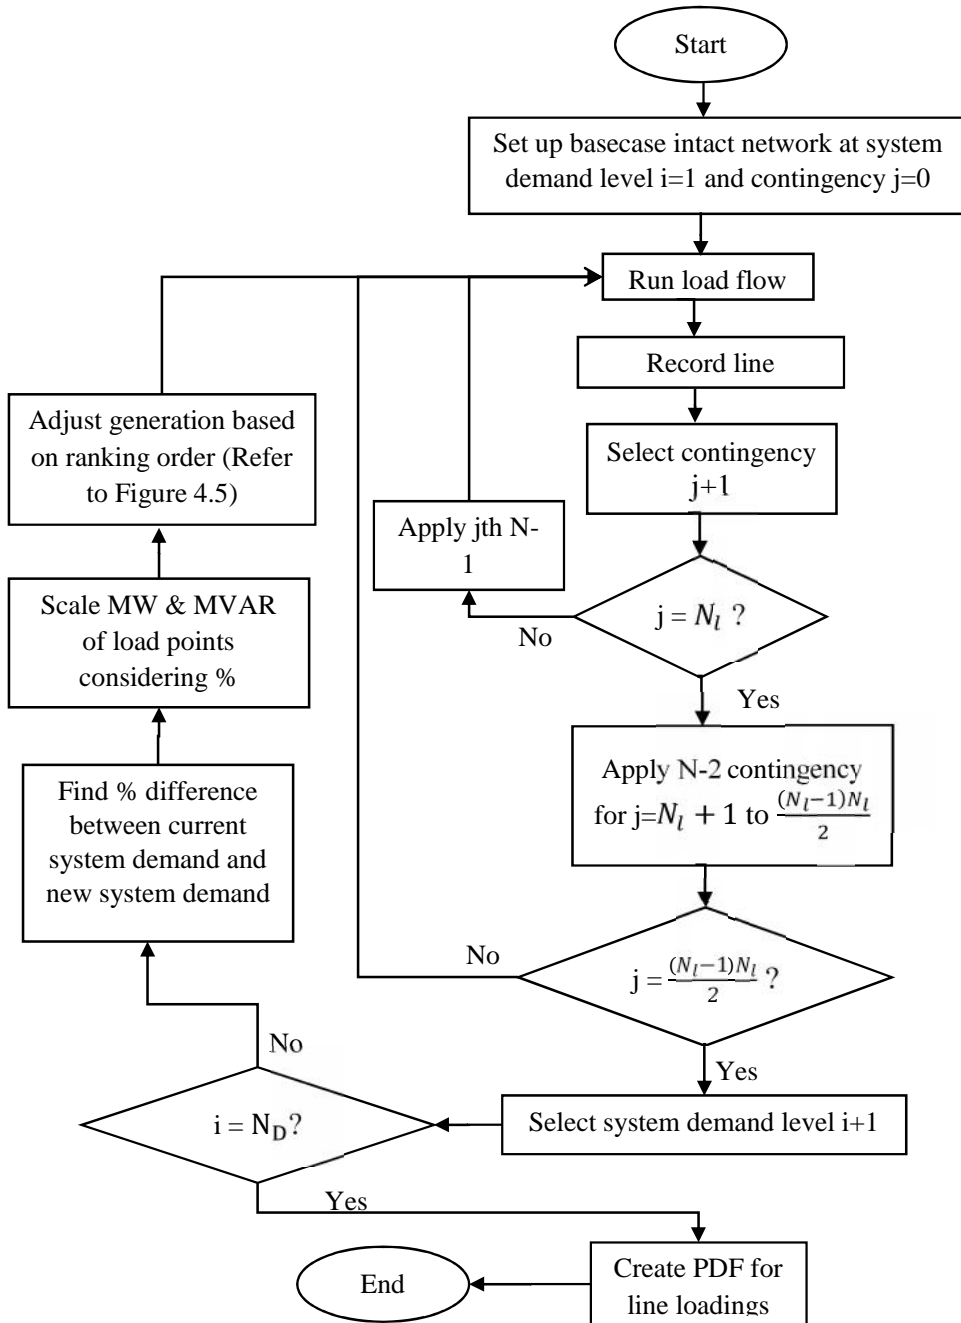 Start
Set up basecase intact network at system
demand level i=1 and contingency j=0
Run load flow
Record line
Select contingency
j+1
Apply jth N-
1
j = N_l ?
No
Yes
Apply N-2 contingency
for j=N_l + 1 to (N_l−1)N_l / 2
j = (N_l−1)N_l / 2 ?
No
Yes
Select system demand level i+1
i = N_D?
No
Yes
Find % difference
between current
system demand and
new system demand
Scale MW & MVAR
of load points
considering %
Adjust generation based
on ranking order (Refer
to Figure 4.5)
Create PDF for
line loadings
End